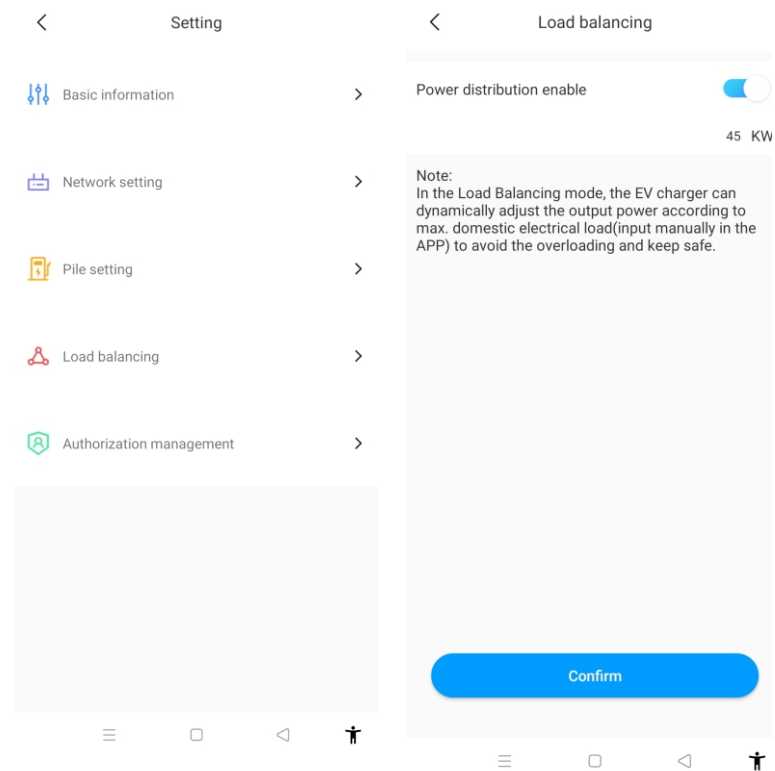 Setting
Basic information
Network setting
Pile setting
Load balancing
Authorization management
Load balancing
Power distribution enable
45 KW
Note:
In the Load Balancing mode, the EV charger can
dynamically adjust the output power according to
max. domestic electrical load(input manually in the
APP) to avoid the overloading and keep safe.
Confirm